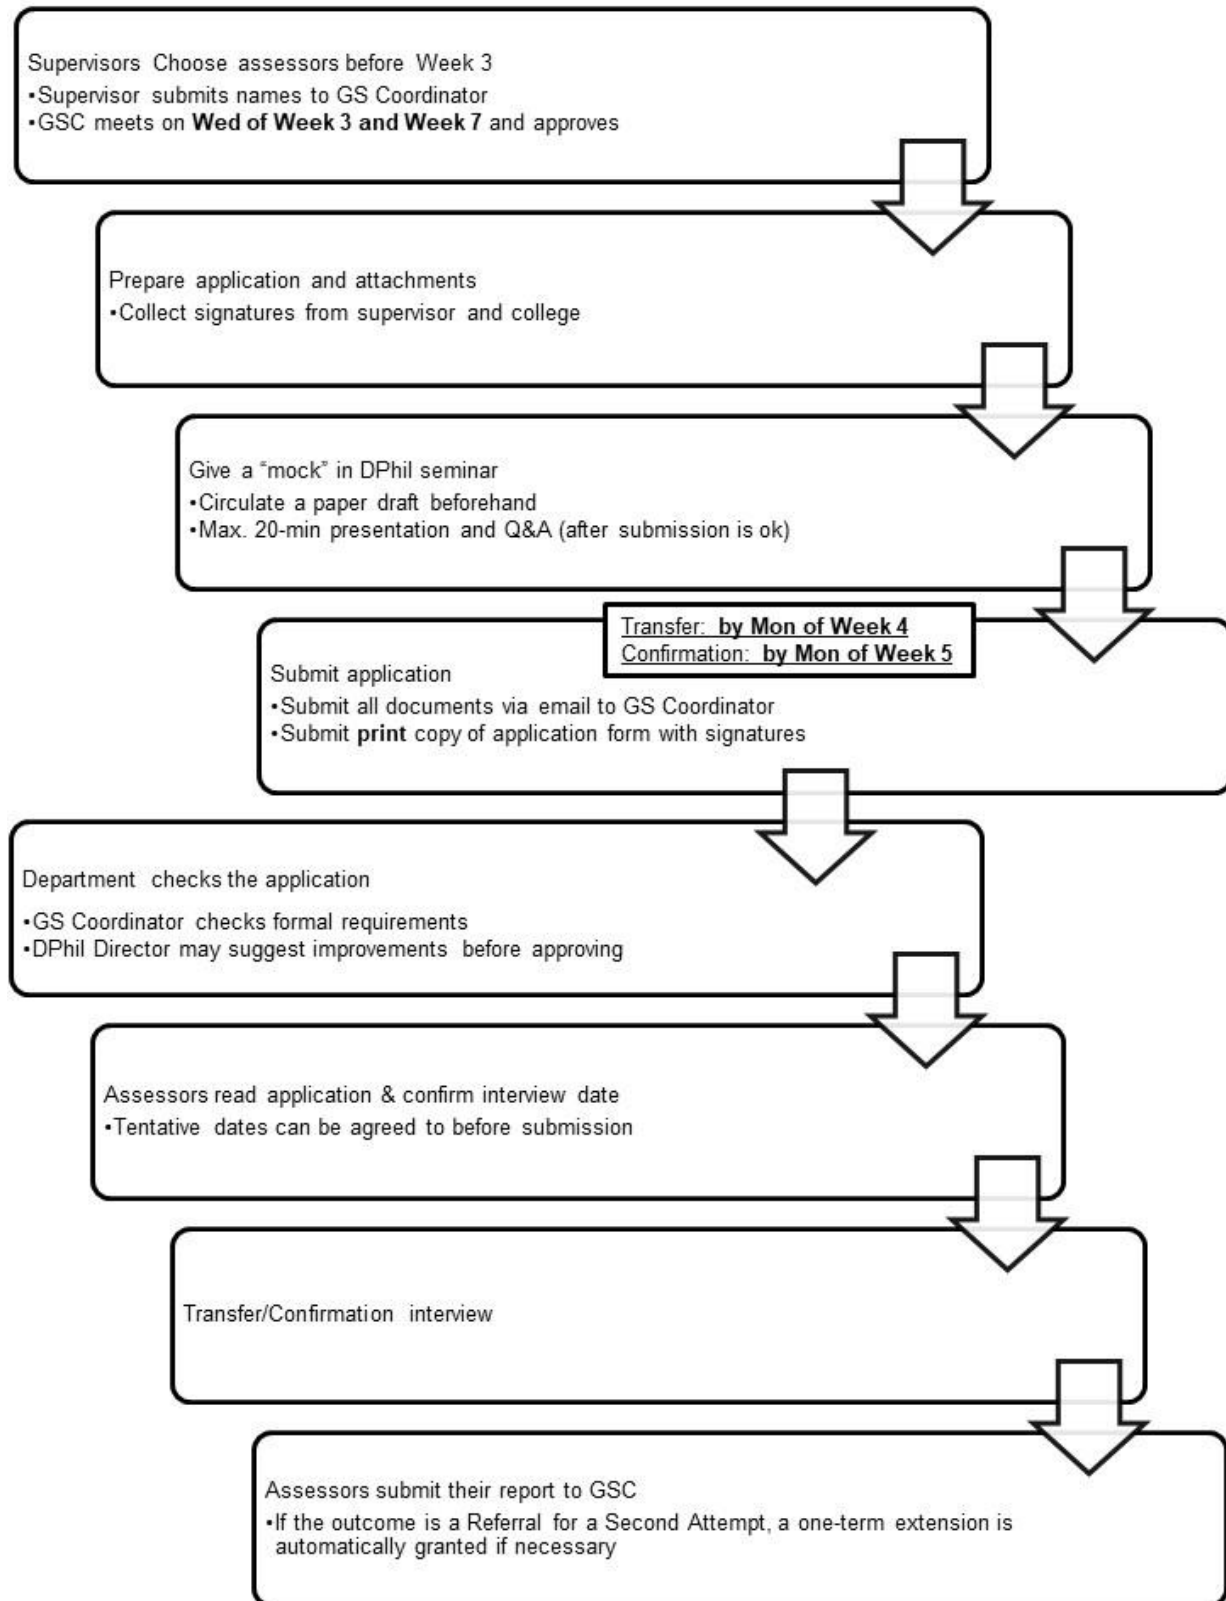 Supervisors Choose assessors before Week 3
•Supervisor submits names to GS Coordinator
•GSC meets on Wed of Week 3 and Week 7 and approves
Prepare application and attachments
•Collect signatures from supervisor and college
Give a “mock” in DPhil seminar
•Circulate a paper draft beforehand
•Max. 20-min presentation and Q&A (after submission is ok)
Transfer: by Mon of Week 4
Confirmation: by Mon of Week 5
Submit application
•Submit all documents via email to GS Coordinator
•Submit print copy of application form with signatures
Department checks the application
•GS Coordinator checks formal requirements
•DPhil Director may suggest improvements before approving
Assessors read application & confirm interview date
•Tentative dates can be agreed to before submission
Transfer/Confirmation interview
Assessors submit their report to GSC
•If the outcome is a Referral for a Second Attempt, a one-term extension is
automatically granted if necessary